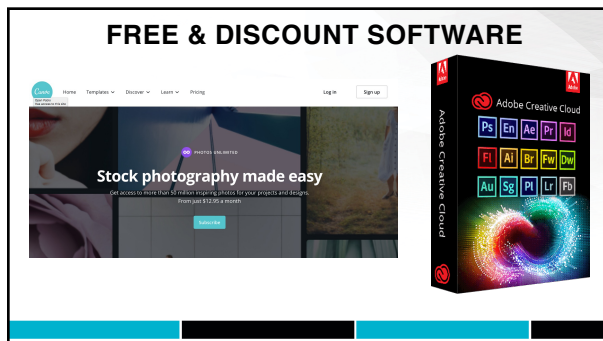 FREE & DISCOUNT SOFTWARE
Canva
Home Templates Discover Learn Pricing Log in Sign up
PHOTOS UNLIMITED
Stock photography made easy
Get access to more than 50 million inspiring photos for your projects and designs.
From just $12.95 a month
Subscribe
Adobe
Adobe Creative Cloud
Adobe
Adobe Creative Cloud
Ps En Ae Pr Id
Fl Ai Br Fw Dw
Au Sg Pl Lr Fb